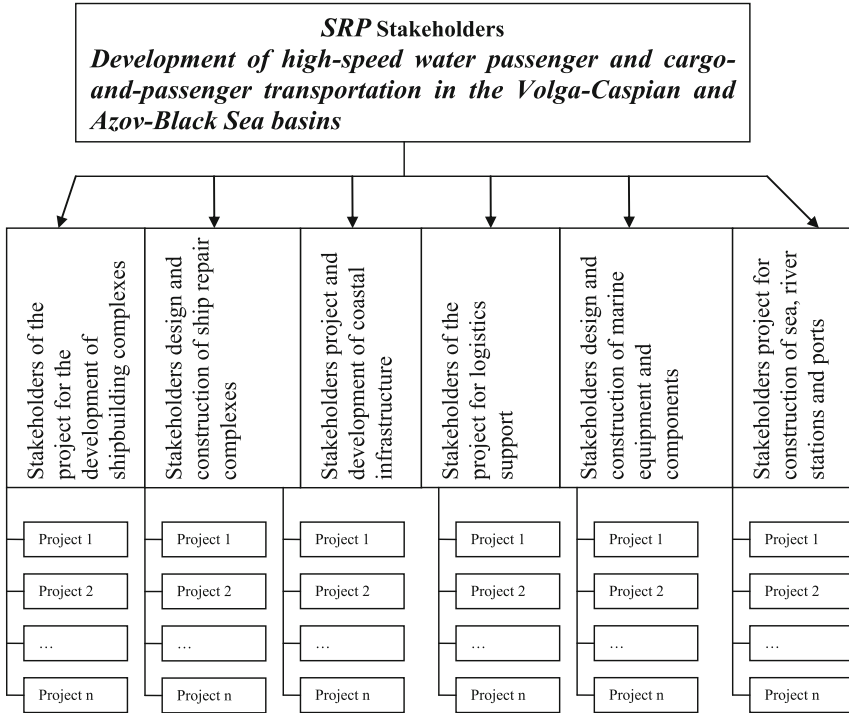 SRP Stakeholders
Development of high-speed water passenger and cargo-
and-passenger transportation in the Volga-Caspian and
Azov-Black Sea basins
Stakeholders of the
project for the
development of
shipbuilding complexes
Stakeholders design and
construction of ship repair
complexes
Stakeholders project and
development of coastal
infrastructure
Stakeholders of the
project for logistics
support
Stakeholders design and
construction of marine
equipment and
components
Stakeholders project for
construction of sea, river
stations and ports
Project 1
Project 2
...
Project n
Project 1
Project 2
...
Project n
Project 1
Project 2
...
Project n
Project 1
Project 2
...
Project n
Project 1
Project 2
...
Project n
Project 1
Project 2
...
Project n